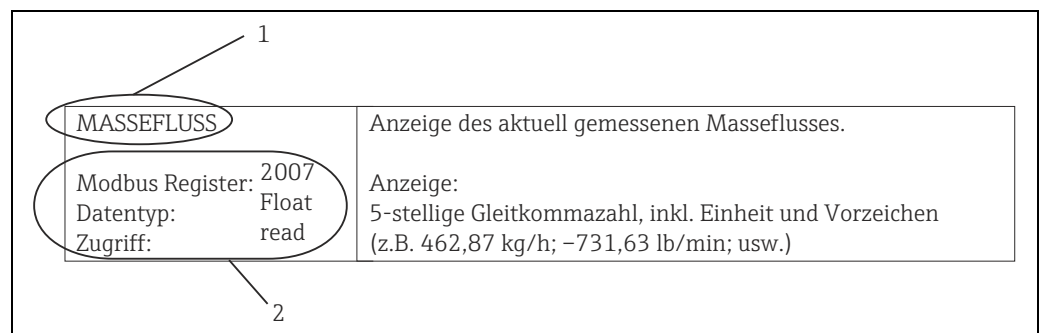 1
MASSEFLUSS
Modbus Register: 2007
Datentyp: Float
Zugriff: read
Anzeige des aktuell gemessenen Masseflusses.
Anzeige:
5-stellige Gleitkommazahl, inkl. Einheit und Vorzeichen
(z.B. 462,87 kg/h; –731,63 lb/min; usw.)
2